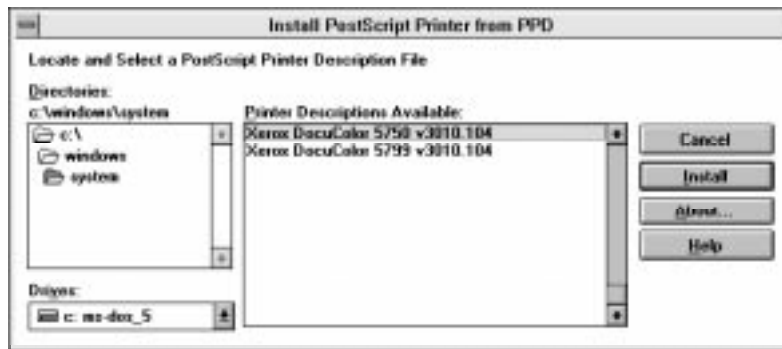 Install PostScript Printer from PPD
Locate and Select a PostScript Printer Description File
Directories:
c:\windows\system
c:\
windows
system
Printer Descriptions Available:
Xerox DocuColor 5750 v3010.104
Xerox DocuColor 5799 v3010.104
Cancel
Install
About...
Help
Drives:
c: ms-dos_5